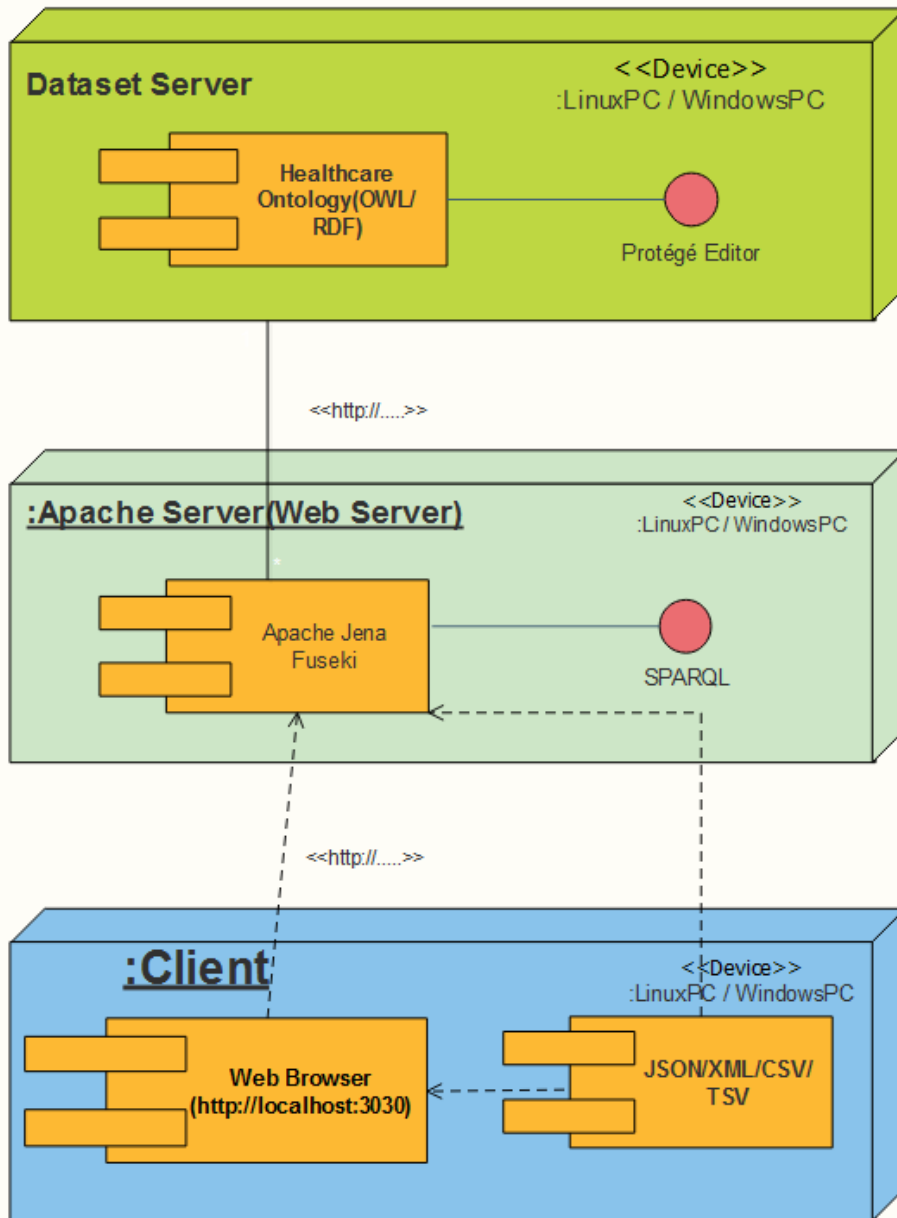 Dataset Server
<<Device>>
:LinuxPC / WindowsPC
Healthcare
Ontology(OWL/
RDF)
Protégé Editor
<<http://.....>>
:Apache Server(Web Server)
<<Device>>
:LinuxPC / WindowsPC
*
Apache Jena
Fuseki
SPARQL
<<http://.....>>
:Client
<<Device>>
:LinuxPC / WindowsPC
Web Browser
(http://localhost:3030)
JSON/XML/CSV/
TSV